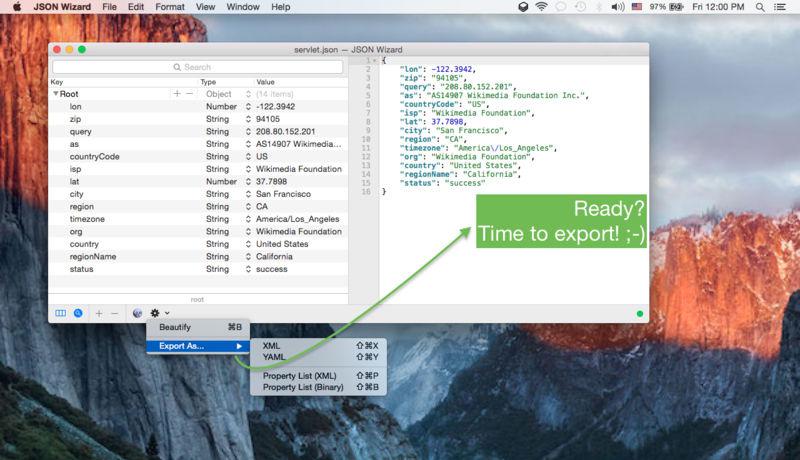 JSON Wizard File Edit Format View Window Help 97% Fri 12:00 PM
servlet.json — JSON Wizard
Search
Key Type Value
Root Object (14 items)
lon Number -122.3942
zip String 94105
query String 208.80.152.201
as String AS14907 Wikimedia...
countryCode String US
isp String Wikimedia Foundation
lat Number 37.7898
city String San Francisco
region String CA
timezone String America/Los_Angeles
org String Wikimedia Foundation
country String United States
regionName String California
status String success
root
1 {
2 "lon": -122.3942,
3 "zip": "94105",
4 "query": "208.80.152.201",
5 "as": "AS14907 Wikimedia Foundation Inc.",
6 "countryCode": "US",
7 "isp": "Wikimedia Foundation",
8 "lat": 37.7898,
9 "city": "San Francisco",
10 "region": "CA",
11 "timezone": "America\/Los_Angeles",
12 "org": "Wikimedia Foundation",
13 "country": "United States",
14 "regionName": "California",
15 "status": "success"
16 }
Ready?
Time to export! ;-)
Beautify ⌘B
Export As...
XML ⇧⌘X
YAML ⇧⌘Y
Property List (XML) ⇧⌘P
Property List (Binary) ⇧⌘B